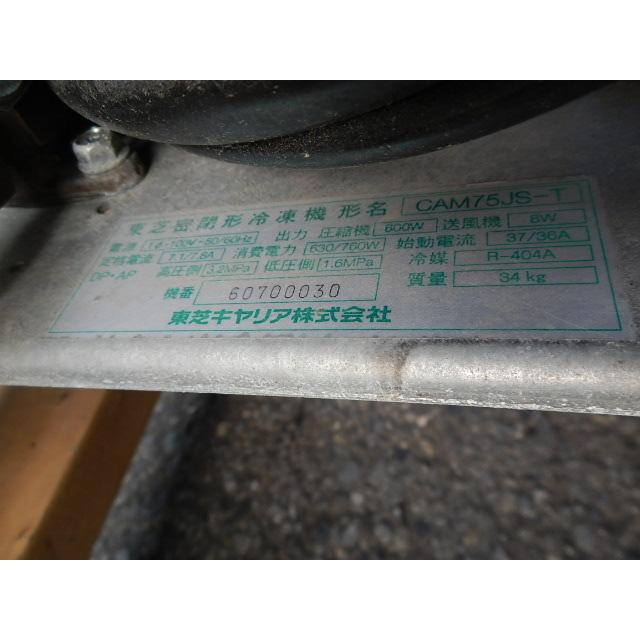 東芝密閉形冷凍機 形名 CAM75JS-T
電源 1Φ-100V-50/60Hz 出力 圧縮機 600W 送風機 8W
定格電流 7.1/7.8A 消費電力 630/760W 始動電流 37/36A
DP・AP 高圧側 3.2MPa 低圧側 1.6MPa 冷媒 R-404A
機番 60700030 質量 34kg
東芝キヤリア株式会社